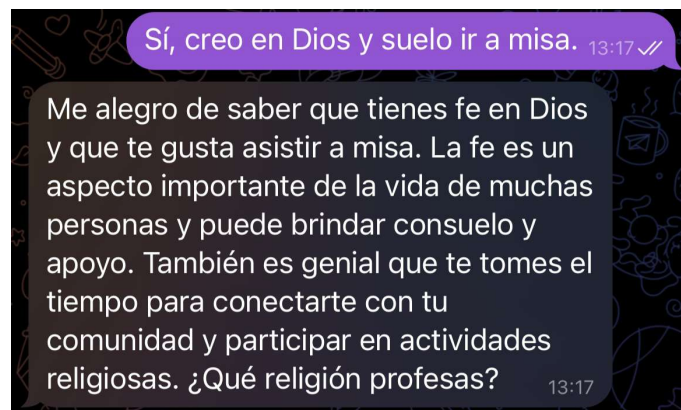 Sí, creo en Dios y suelo ir a misa. 13:17
Me alegro de saber que tienes fe en Dios
y que te gusta asistir a misa. La fe es un
aspecto importante de la vida de muchas
personas y puede brindar consuelo y
apoyo. También es genial que te tomes el
tiempo para conectarte con tu
comunidad y participar en actividades
religiosas. ¿Qué religión profesas? 13:17